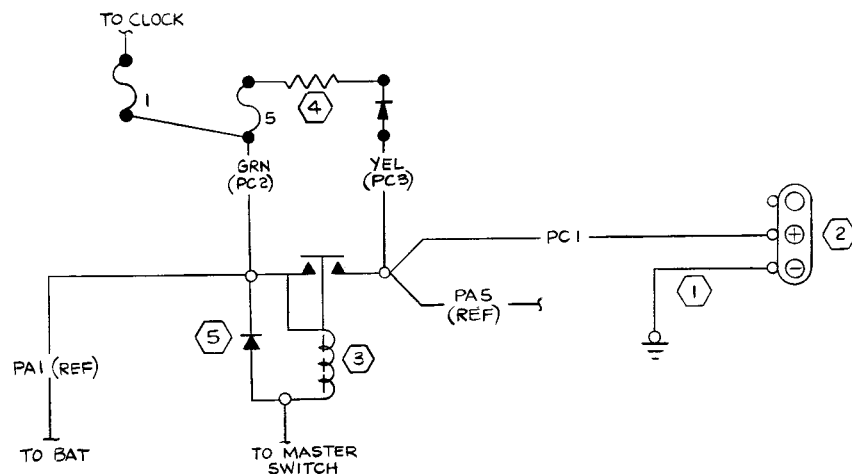 TO CLOCK
1
5
4
GRN
(PC2)
YEL
(PC3)
PC1
+
2
-
1
PA5
(REF)
5
3
PA1 (REF)
TO BAT
TO MASTER
SWITCH